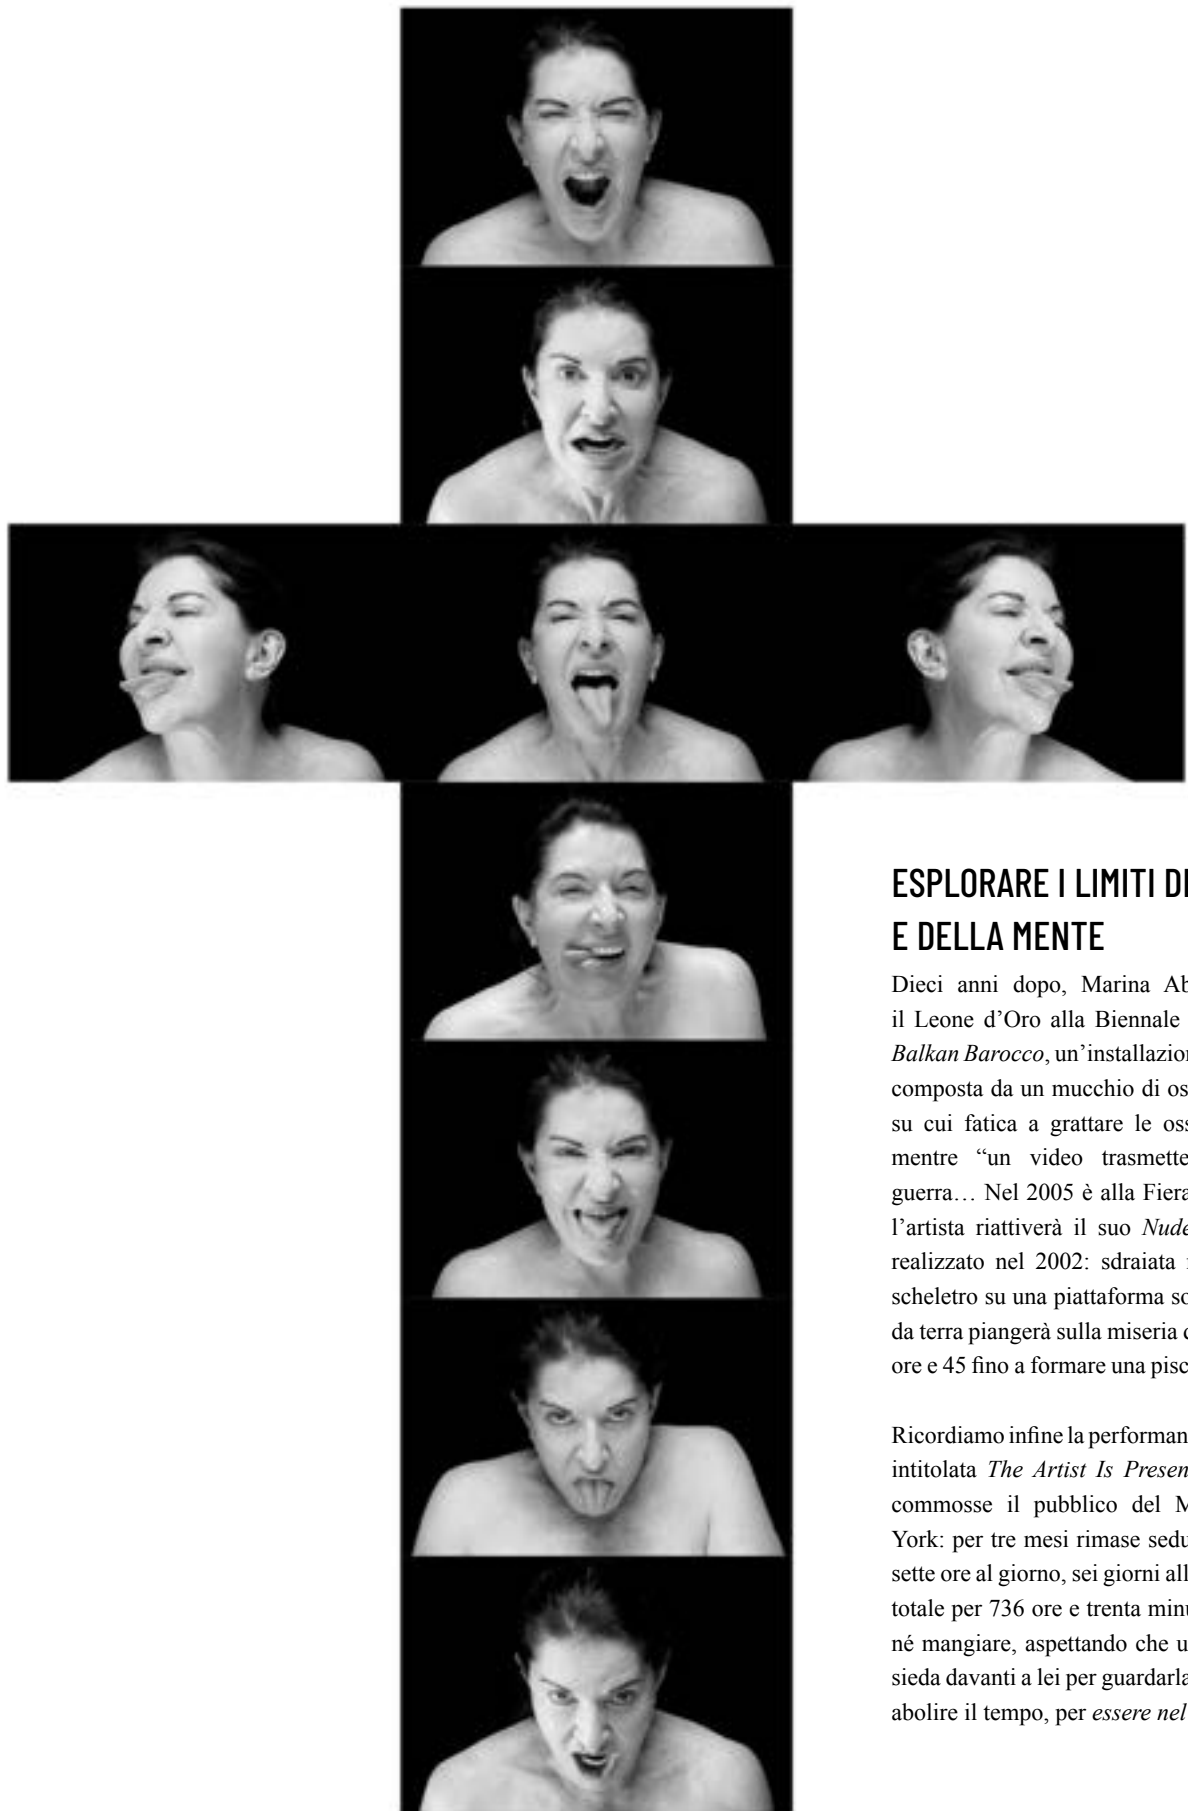 ESPLORARE I LIMITI
E DELLA MENTE
Dieci anni dopo, Marina
il Leone d’Oro alla Biennale
Balkan Barocco, un’installazion
composta da un mucchio di os
su cui fatica a grattare le oss
mentre “un video trasmette
guerra… Nel 2005 è alla Fiera
l’artista riattiverà il suo Nude
realizzato nel 2002: sdraiata
scheletro su una piattaforma so
da terra piangerà sulla miseria
ore e 45 fino a formare una pisc
Ricordiamo infine la performan
intitolata The Artist Is Presen
commosse il pubblico del M
York: per tre mesi rimase sedu
sette ore al giorno, sei giorni all
totale per 736 ore e trenta minu
né mangiare, aspettando che u
sieda davanti a lei per guardarla
abolire il tempo, per essere nel